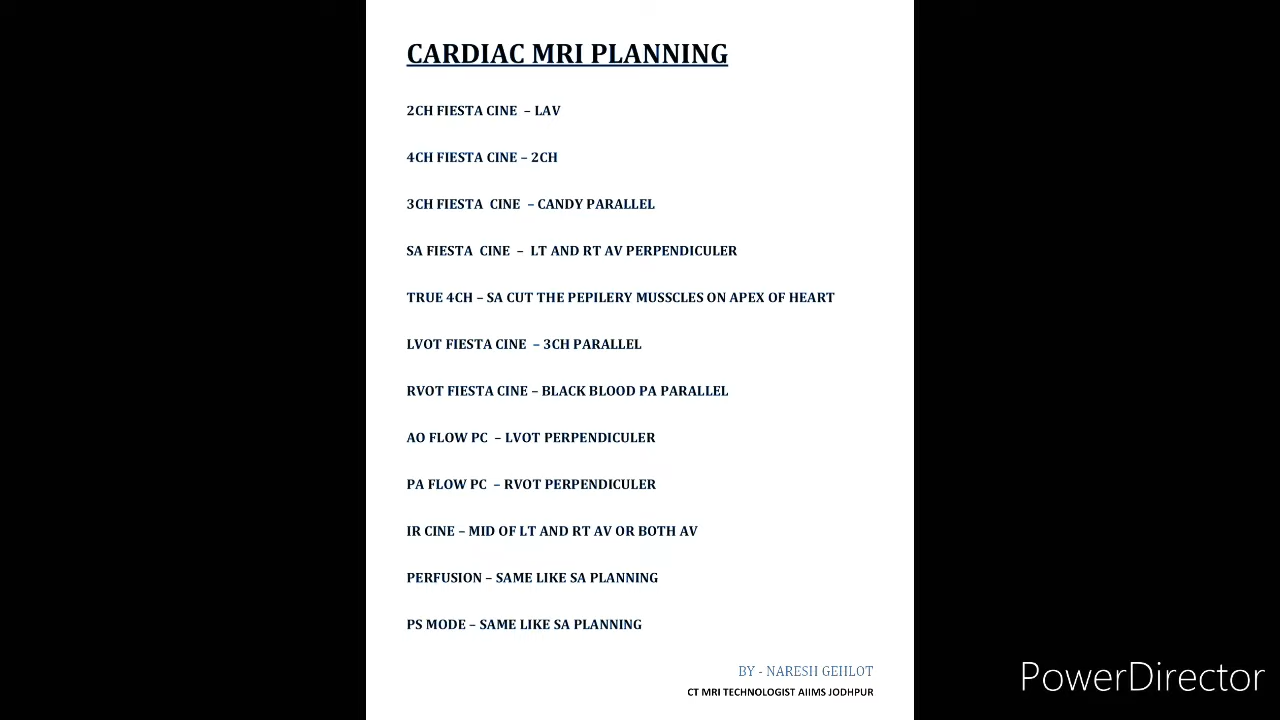 CARDIAC MRI PLANNING
2CH FIESTA CINE – LAV
4CH FIESTA CINE – 2CH
3CH FIESTA CINE – CANDY PARALLEL
SA FIESTA CINE – LT AND RT AV PERPENDICULER
TRUE 4CH – SA CUT THE PEPILERY MUSSCLES ON APEX OF HEART
LVOT FIESTA CINE – 3CH PARALLEL
RVOT FIESTA CINE – BLACK BLOOD PA PARALLEL
AO FLOW PC – LVOT PERPENDICULER
PA FLOW PC – RVOT PERPENDICULER
IR CINE – MID OF LT AND RT AV OR BOTH AV
PERFUSION – SAME LIKE SA PLANNING
PS MODE – SAME LIKE SA PLANNING
BY - NARESH GEHLOT
CT MRI TECHNOLOGIST AIIMS JODHPUR
PowerDirector